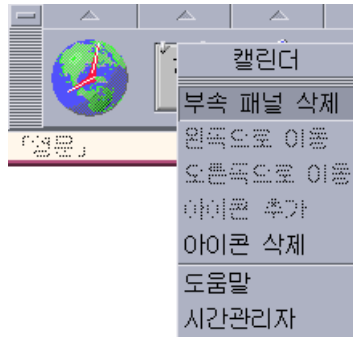 캘린더
부속 패널 삭제
왼쪽으로 이동
오른쪽으로 이동
아이콘 추가
아이콘 삭제
도움말
시간관리자
「영문」